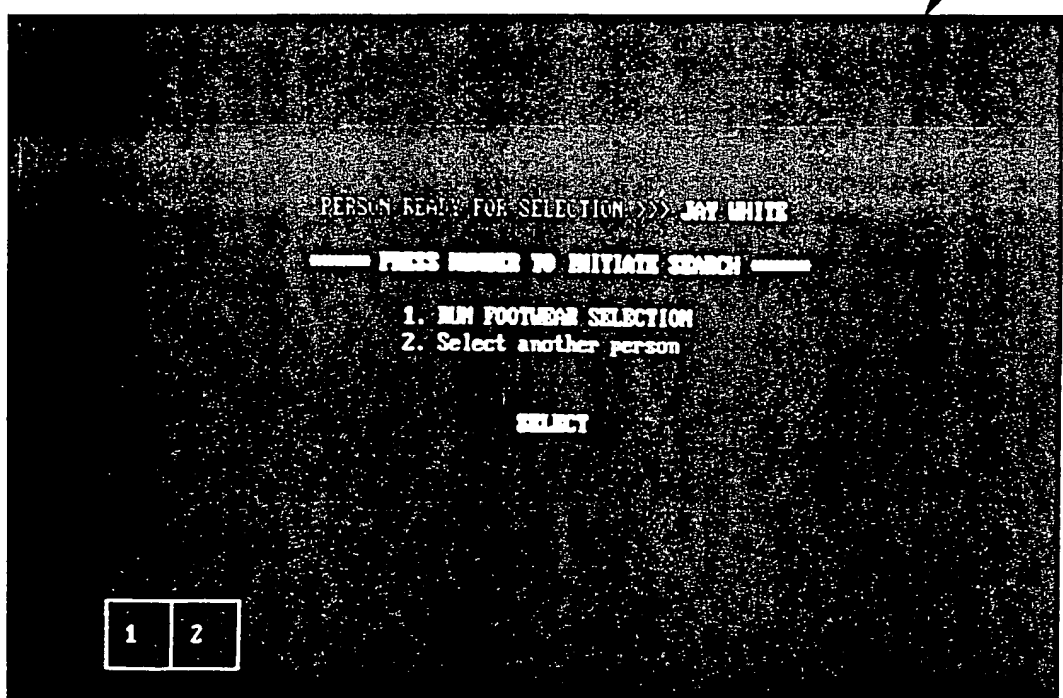 PERSON READY FOR SELECTION >>> JAY WHITE
PRESS NUMBER TO INITIATE SEARCH
1. RUN FOOTWEAR SELECTION
2. Select another person
SELECT
1 2